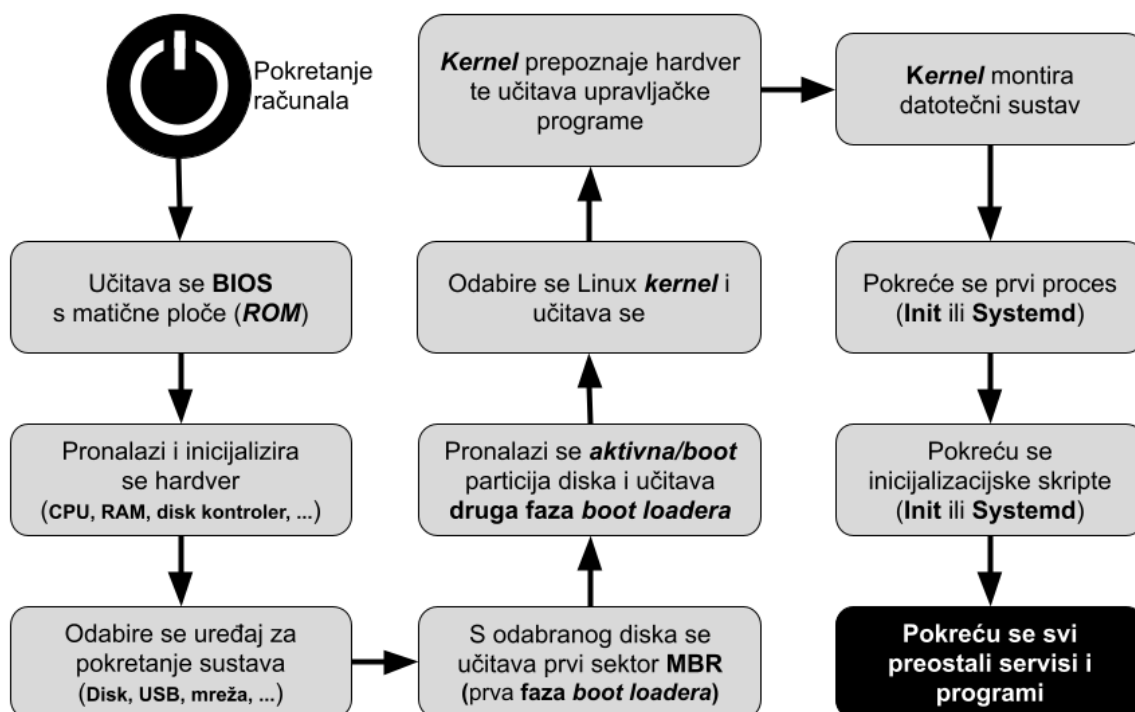 Pokretanje
računala
Učitava se BIOS
s matične ploče (ROM)
Pronalazi i inicijalizira
se hardver
(CPU, RAM, disk kontroler, ...)
Odabire se uređaj za
pokretanje sustava
(Disk, USB, mreža, ...)
S odabranog diska se
učitava prvi sektor MBR
(prva faza boot loadera)
Pronalazi se aktivna/boot
particija diska i učitava
druga faza boot loadera
Odabire se Linux kernel i
učitava se
Kernel prepoznaje hardver
te učitava upravljačke
programe
Kernel montira
datotečni sustav
Pokreće se prvi proces
(Init ili Systemd)
Pokreću se
inicijalizacijske skripte
(Init ili Systemd)
Pokreću se svi
preostali servisi i
programi